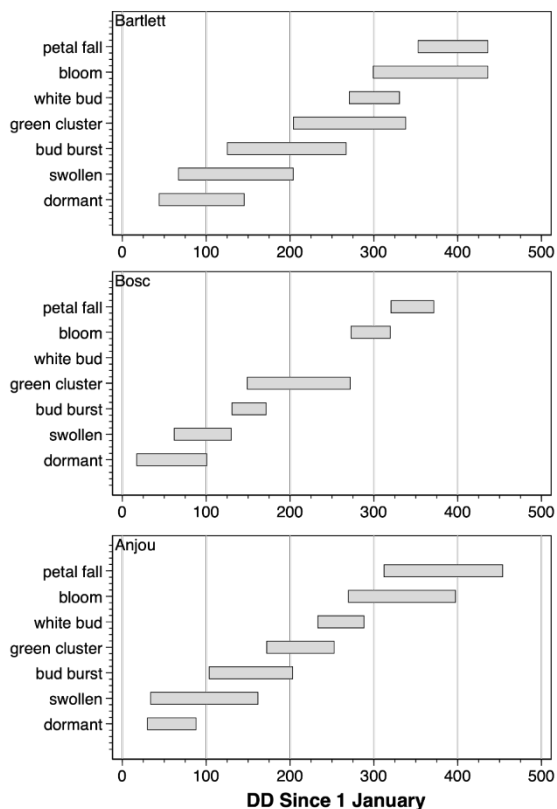 Bartlett
petal fall
bloom
white bud
green cluster
bud burst
swollen
dormant
0 100 200 300 400 500
Bosc
petal fall
bloom
white bud
green cluster
bud burst
swollen
dormant
0 100 200 300 400 500
Anjou
petal fall
bloom
white bud
green cluster
bud burst
swollen
dormant
0 100 200 300 400 500
DD Since 1 January